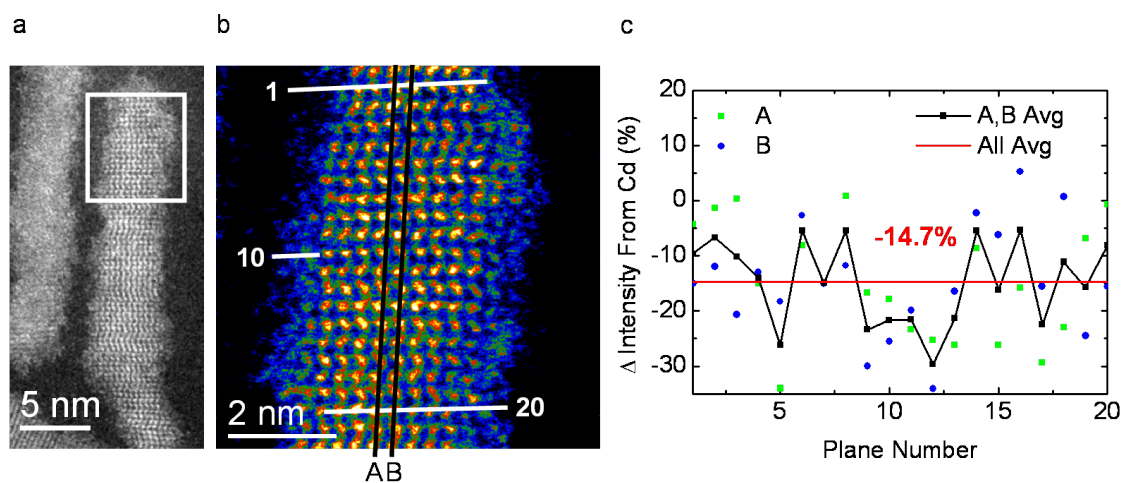 a
b
c
5 nm
1
10
20
2 nm
A B
20
10
0
-10
-20
-30
Δ Intensity From Cd (%)
A
B
A,B Avg
All Avg
-14.7%
5
10
15
20
Plane Number